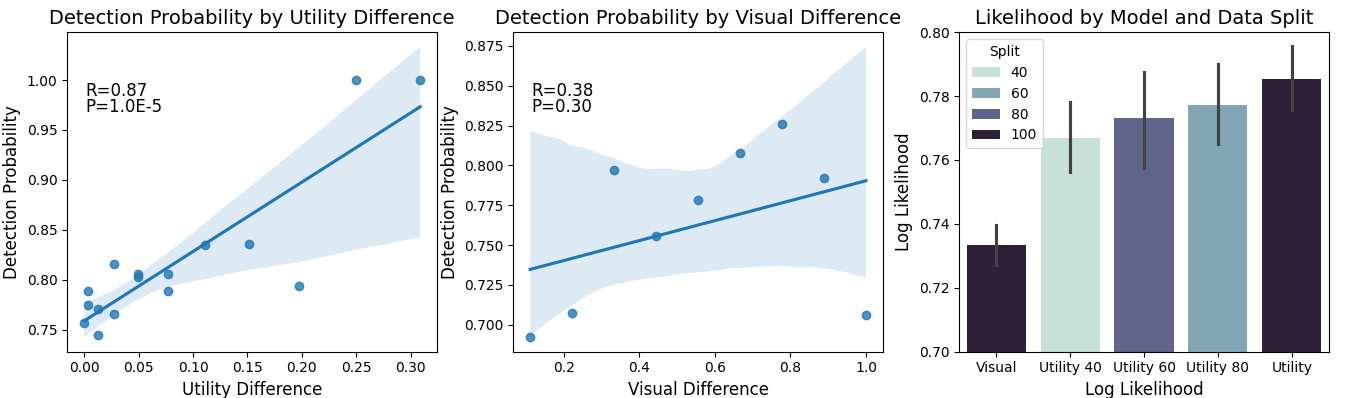 Detection Probability by Utility Difference
R=0.87
P=1.0E-5
Detection Probability
1.00
0.95
0.90
0.85
0.80
0.75
0.00 0.05 0.10 0.15 0.20 0.25 0.30
Utility Difference
Detection Probability by Visual Difference
R=0.38
P=0.30
Detection Probability
0.875
0.850
0.825
0.800
0.775
0.750
0.725
0.700
0.2 0.4 0.6 0.8 1.0
Visual Difference
Likelihood by Model and Data Split
Split
40
60
80
100
Log Likelihood
0.80
0.78
0.76
0.74
0.72
0.70
Visual Utility 40 Utility 60 Utility 80 Utility
Log Likelihood